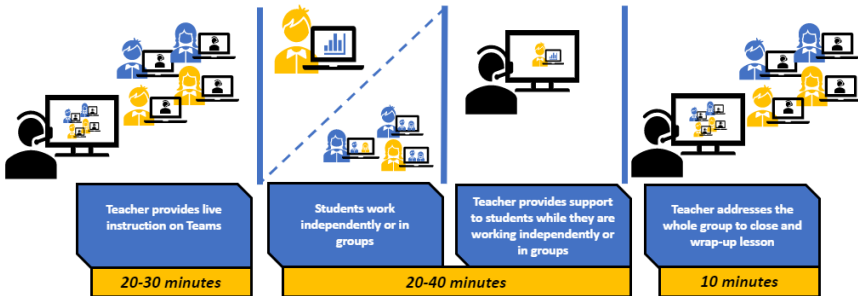 Teacher provides live
instruction on Teams
20-30 minutes
Students work
independently or in
groups
Teacher provides support
to students while they are
working independently or
in groups
20-40 minutes
Teacher addresses the
whole group to close and
wrap-up lesson
10 minutes